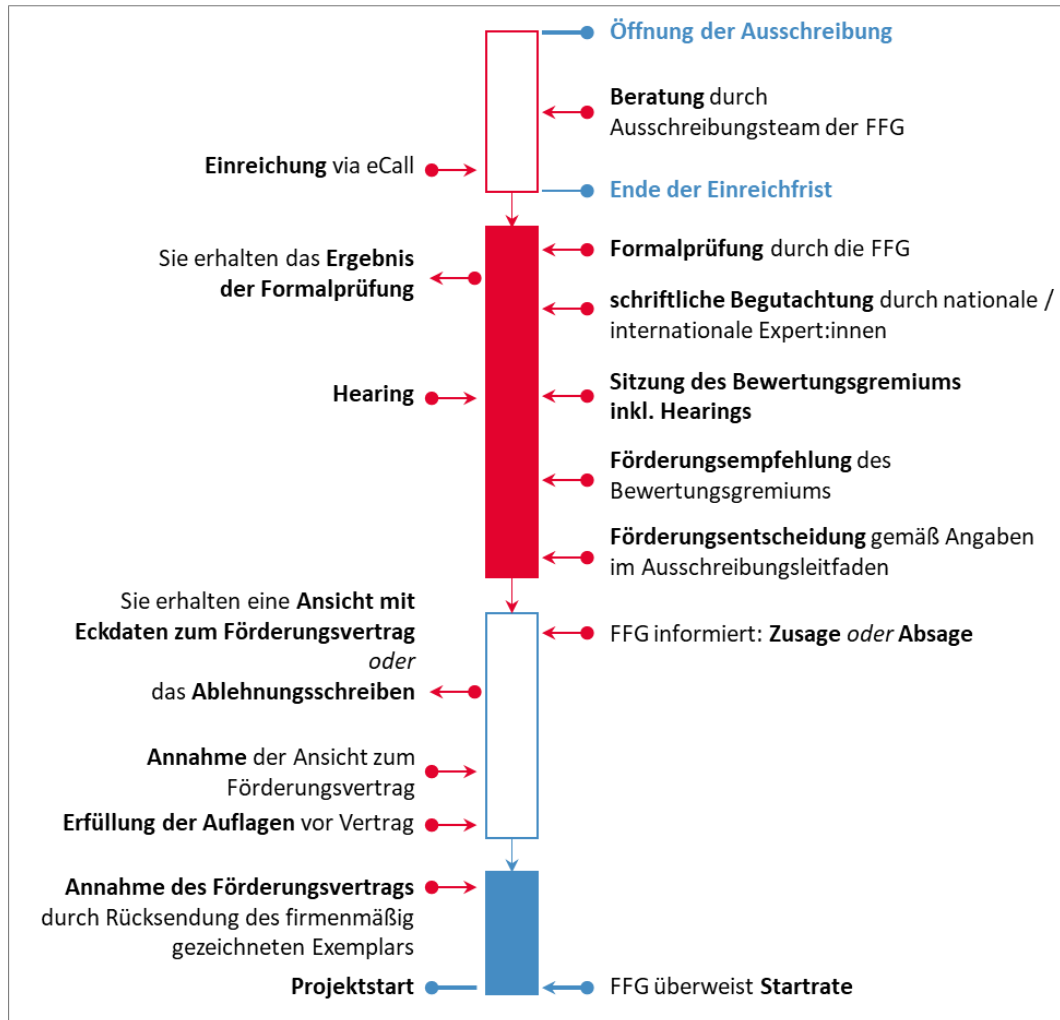 Öffnung der Ausschreibung
Beratung durch
Ausschreibungsteam der FFG
Einreichung via eCall
Ende der Einreichfrist
Formalprüfung durch die FFG
Sie erhalten das Ergebnis
der Formalprüfung
schriftliche Begutachtung durch nationale /
internationale Expert:innen
Hearing
Sitzung des Bewertungsgremiums
inkl. Hearings
Förderungsempfehlung des
Bewertungsgremiums
Förderungsentscheidung gemäß Angaben
im Ausschreibungsleitfaden
Sie erhalten eine Ansicht mit
Eckdaten zum Förderungsvertrag
oder
das Ablehnungsschreiben
FFG informiert: Zusage oder Absage
Annahme der Ansicht zum
Förderungsvertrag
Erfüllung der Auflagen vor Vertrag
Annahme des Förderungsvertrags
durch Rücksendung des firmenmäßig
gezeichneten Exemplars
Projektstart
FFG überweist Startrate